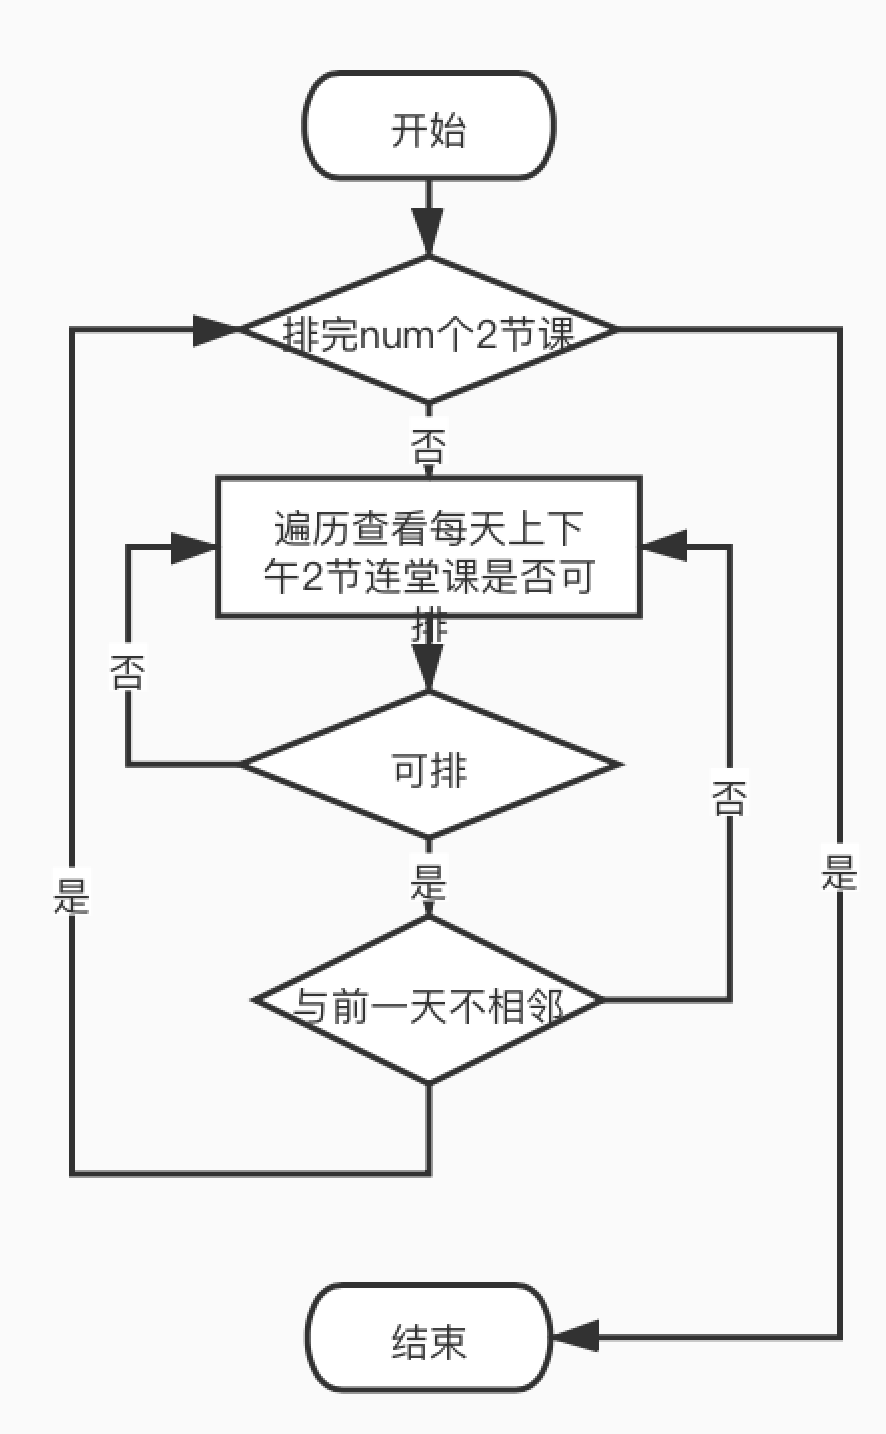 开始
排完num个2节课
否
遍历查看每天上下
午2节连堂课是否可
排
否
可排
否
是
是
是
与前一天不相邻
结束